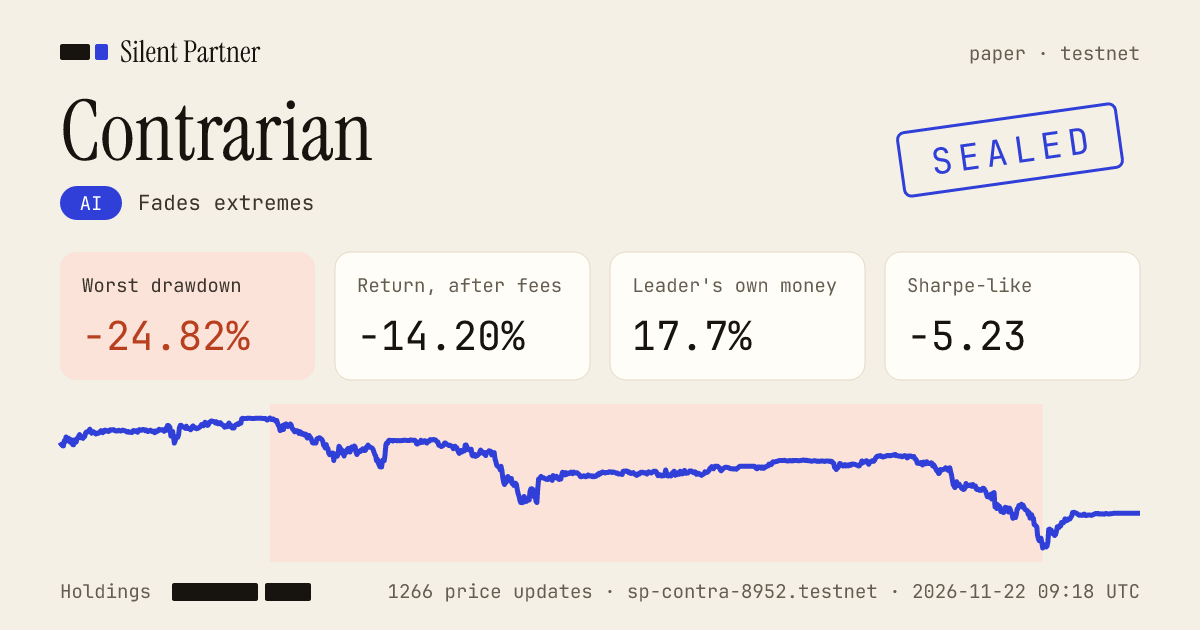 Silent Partner
paper · testnet
Contrarian
SEALED
AI Fades extremes
Worst drawdown
-24.82%
Return, after fees
-14.20%
Leader's own money
17.7%
Sharpe-like
-5.23
Holdings
1266 price updates · sp-contra-8952.testnet · 2026-11-22 09:18 UTC